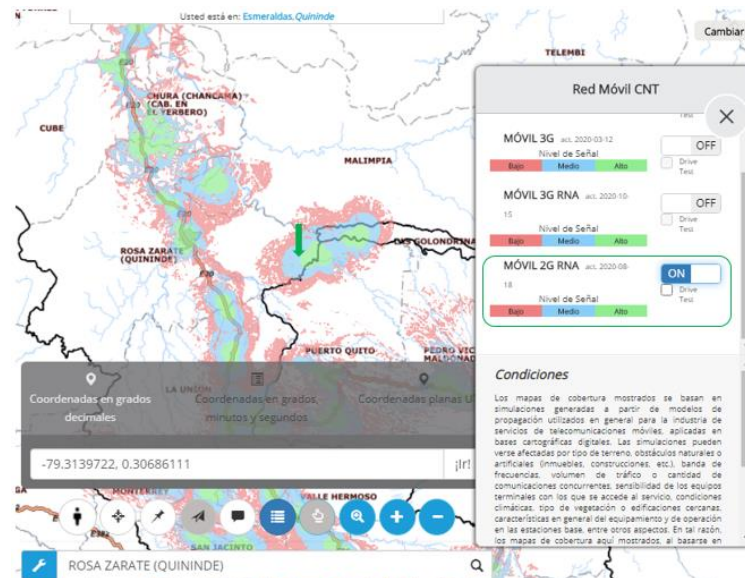 Usted está en: Esmeraldas,Quininde
Cambiar
TELEMBI
CHURA (CHANCAMA)
(CAB. EN
EL YERBERO)
E20
CUBE
MALIMPIA
E20
ROSA ZARATE
(QUININDE)
LAS GOLONDRINA
E20
PUERTO QUITO
PEDRO VIC
MALDONAD
LA UNION
Coordenadas en grados
decimales
Coordenadas en grados,
minutos y segundos
Coordenadas planas UT
-79.3139722, 0.30686111
¡Ir!
MONTERREY
VALLE HERMOSO
SAN JACINTO
ROSA ZARATE (QUININDE)
Red Móvil CNT
Test
MÓVIL 3G act. 2020-03-12
OFF
Nivel de Señal
Bajo Medio Alto
Drive
Test
MÓVIL 3G RNA act. 2020-10-
15
OFF
Nivel de Señal
Bajo Medio Alto
Drive
Test
MÓVIL 2G RNA act. 2020-08-
18
ON
Nivel de Señal
Bajo Medio Alto
Drive
Test
Condiciones
Los mapas de cobertura mostrados se basan en
simulaciones generadas a partir de modelos de
propagación utilizados en general para la industria de
servicios de telecomunicaciones móviles, aplicadas en
bases cartográficas digitales. Las simulaciones pueden
verse afectadas por tipo de terreno, obstáculos naturales o
artificiales (inmuebles, construcciones, etc.), banda de
frecuencias, volumen de tráfico o cantidad de
comunicaciones concurrentes, sensibilidad de los equipos
terminales con los que se accede al servicio, condiciones
climáticas, tipo de vegetación o edificaciones cercanas,
características en general del equipamiento y de operación
en las estaciones base, entre otros aspectos. En tal razón,
los mapas de cobertura aquí mostrados, al basarse en